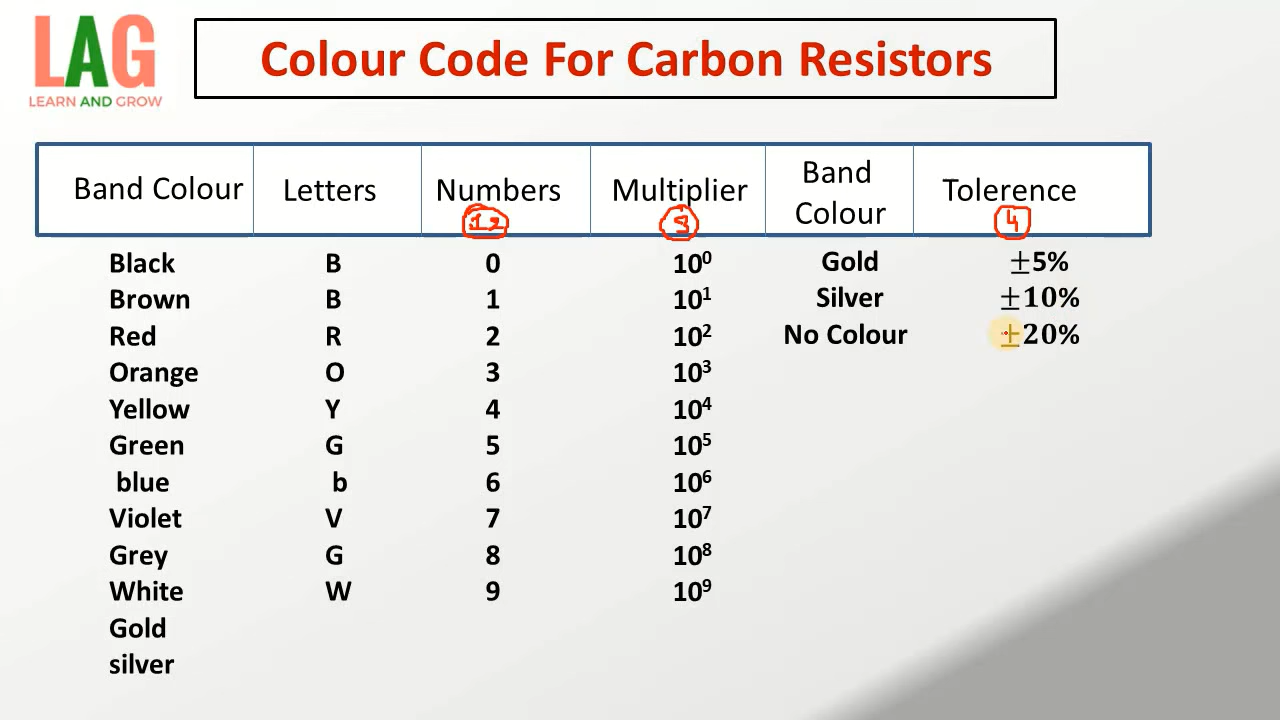 LAG
LEARN AND GROW
Colour Code For Carbon Resistors
Band Colour Letters Numbers Multiplier Band Colour Tolerence
12 3 4
Black B 0 10⁰ Gold ±5%
Brown B 1 10¹ Silver ±10%
Red R 2 10² No Colour ±20%
Orange O 3 10³
Yellow Y 4 10⁴
Green G 5 10⁵
blue b 6 10⁶
Violet V 7 10⁷
Grey G 8 10⁸
White W 9 10⁹
Gold
silver